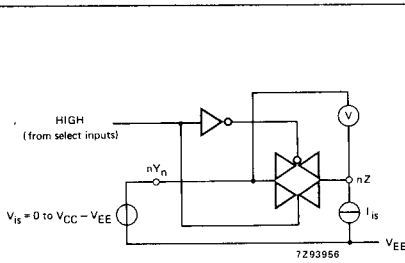 HIGH
(from select inputs)
V
nYn
nZ
Vis = 0 to VCC – VEE
Iis
VEE
7Z93956